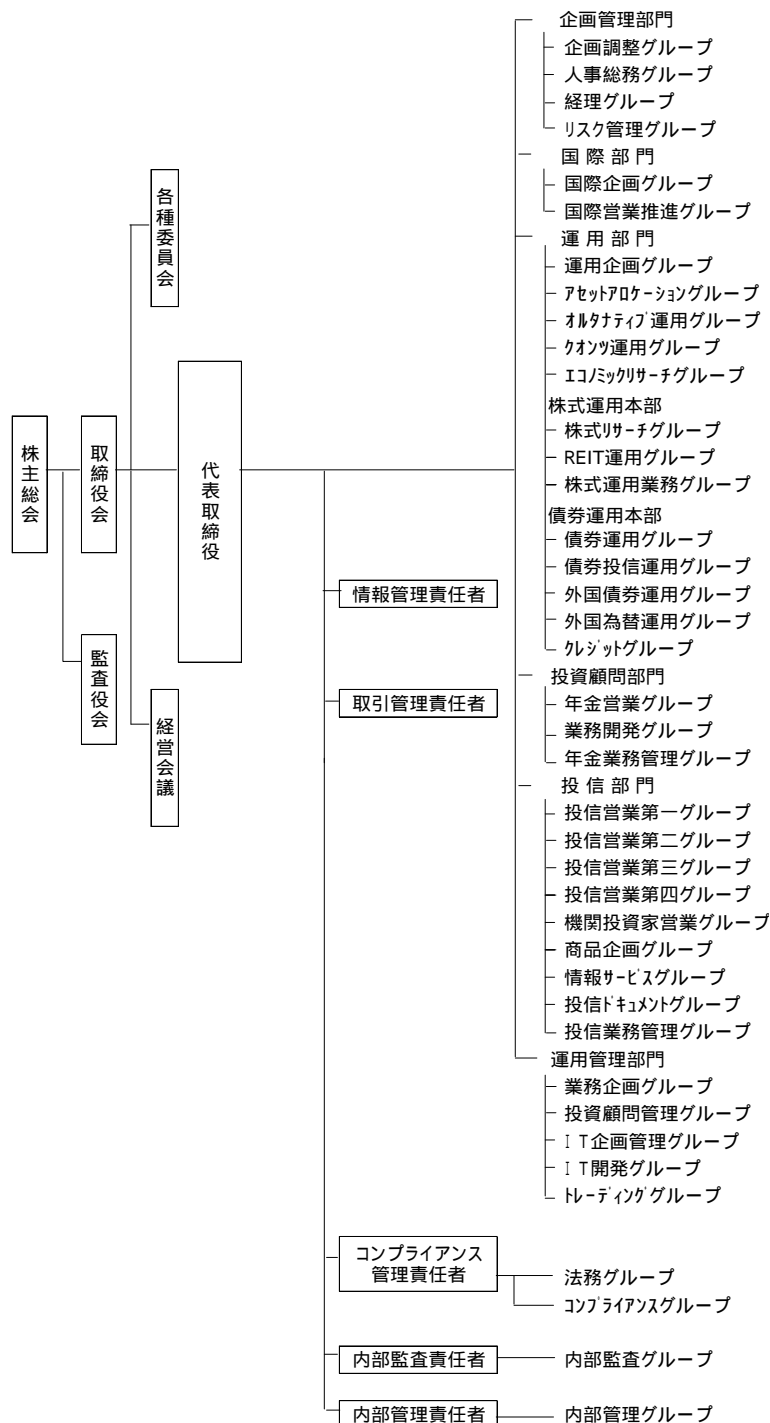 株主総会
取締役会
監査役会
各種委員会
経営会議
代表取締役
企画管理部門
企画調整グループ
人事総務グループ
経理グループ
ﾘｽｸ管理グループ
国 際 部 門
国際企画グループ
国際営業推進グループ
運 用 部 門
運用企画グループ
ｱｾｯﾄｱﾛｹｰｼｮﾝグループ
ｵﾙﾀﾅﾃｨﾌﾞ運用グループ
ｸｵﾝﾂ運用グループ
ｴｺﾉﾐｯｸﾘｻｰﾁグループ
株式運用本部
株式ﾘｻｰﾁグループ
REIT運用グループ
株式運用業務グループ
債券運用本部
債券運用グループ
債券投信運用グループ
外国債券運用グループ
外国為替運用グループ
ｸﾚｼﾞｯﾄグループ
投資顧問部門
年金営業グループ
業務開発グループ
年金業務管理グループ
投 信 部 門
投信営業第一グループ
投信営業第二グループ
投信営業第三グループ
投信営業第四グループ
機関投資家営業グループ
商品企画グループ
情報ｻｰﾋﾞｽグループ
投信ﾄﾞｷｭﾒﾝﾄグループ
投信業務管理グループ
運用管理部門
業務企画グループ
投資顧問管理グループ
ＩＴ企画管理グループ
ＩＴ開発グループ
ﾄﾚｰﾃﾞｨﾝｸﾞグループ
情報管理責任者
取引管理責任者
コンプライアンス
管理責任者
法務グループ
ｺﾝﾌﾟﾗｲｱﾝｽグループ
内部監査責任者
内部監査グループ
内部管理責任者
内部管理グループ